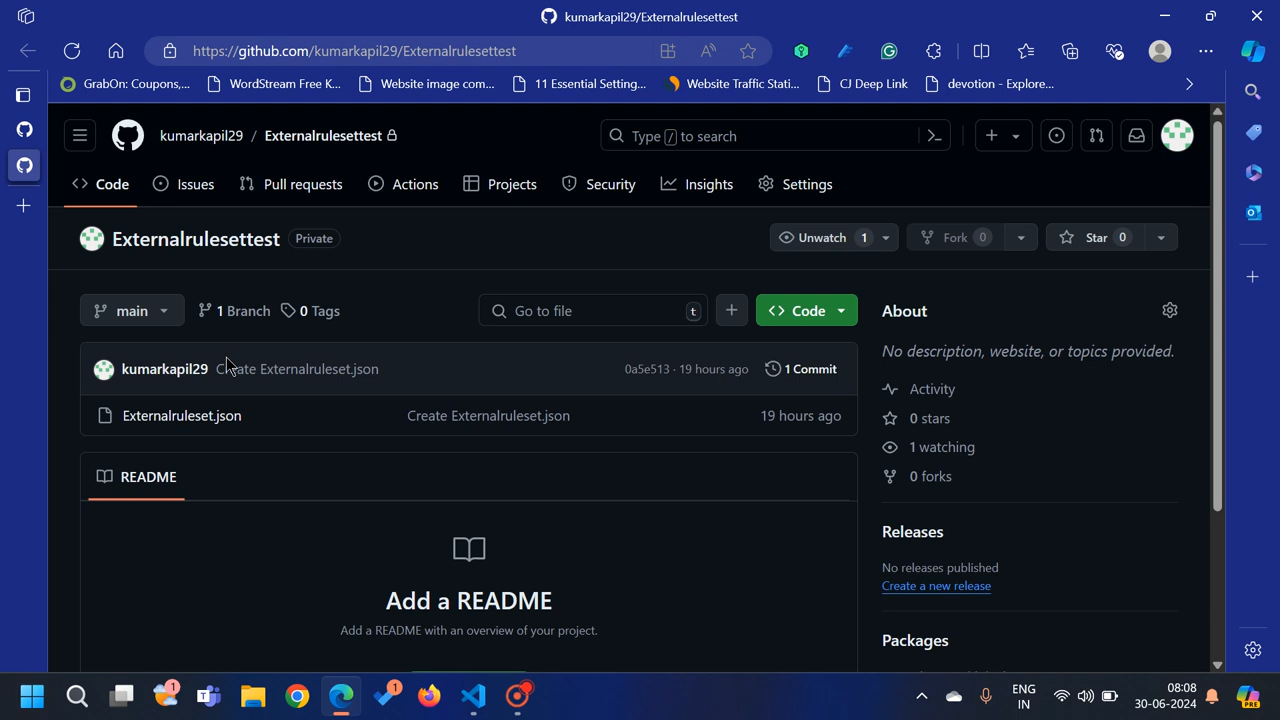 kumarkapil29/Externalrulesettest
https://github.com/kumarkapil29/Externalrulesettest
GrabOn: Coupons,... WordStream Free K... Website image com... 11 Essential Setting... Website Traffic Stati... CJ Deep Link devotion - Explore...
kumarkapil29 / Externalrulesettest Type / to search
Code Issues Pull requests Actions Projects Security Insights Settings
Externalrulesettest Private Unwatch 1 Fork 0 Star 0
main 1 Branch 0 Tags Go to file t Code About
No description, website, or topics provided.
kumarkapil29 Create Externalruleset.json 0a5e513 · 19 hours ago 1 Commit
Activity
Externalruleset.json Create Externalruleset.json 19 hours ago
0 stars
1 watching
README 0 forks
Releases
No releases published
Create a new release
Add a README
Add a README with an overview of your project.
Packages
1 1 ENG 08:08
IN 30-06-2024 PRE